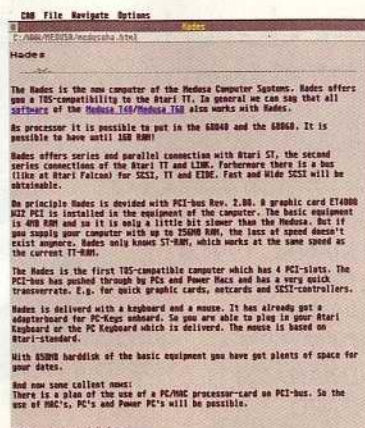 CAB File Navigate Options
Hades
C:/WWW/MEDUSA/medusaha.html
Hades
The Hades is the new computer of the Medusa Computer Systems. Hades offers
you a TOS-compatibility to the Atari TT. In general we can say that all
software of the Medusa T40/Medusa T60 also works with Hades.
As processor it is possible to put in the 68040 and the 68060. It is
possible to have until 1GB RAM!
Hades offers series and parallel connection with Atari ST, the second
series connections of the Atari TT and LINK. Forhermore there is a bus
(like at Atari Falcon) for SCSI, TT and EIDE. Fast and Wide SCSI will be
obtainable.
On principle Hades is devided with PCI-bus Rev. 2.00. A graphic card ET4000
W32 PCI is installed in the equipment of the computer. The basic equipment
is 4MB RAM and so it is only a little bit slower than the Medusa. But if
you supply your computer with up to 256MB RAM, the loss of speed doesn't
exist anymore. Hades only knows ST-RAM, which works at the same speed as
the current TT-RAM.
The Hades is the first TOS-compatible computer which has 4 PCI-slots. The
PCI-bus has pushed through by PCs and Power Macs and has a very quick
transverrate. E.g. for quick graphic cards, netcards and SCSI-controllers.
Hades is deliverd with a keyboard and a mouse. It has already got a
adapterboard for PC-Keys onboard. So you are able to plug in your Atari
Keyboard or the PC Keyboard which is deliverd. The mouse is based on
Atari-standard.
With 850MB harddisk of the basic equipment you have got plents of space for
your dates.
And now some collent news:
There is a plan of the use of a PC/MAC processor-card on PCI-bus. So the
use of MAC's, PC's and Power PC's will be possible.